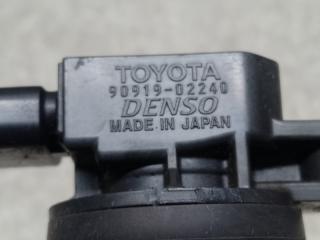 TOYOTA
90919-02240
DENSO
MADE IN JAPAN